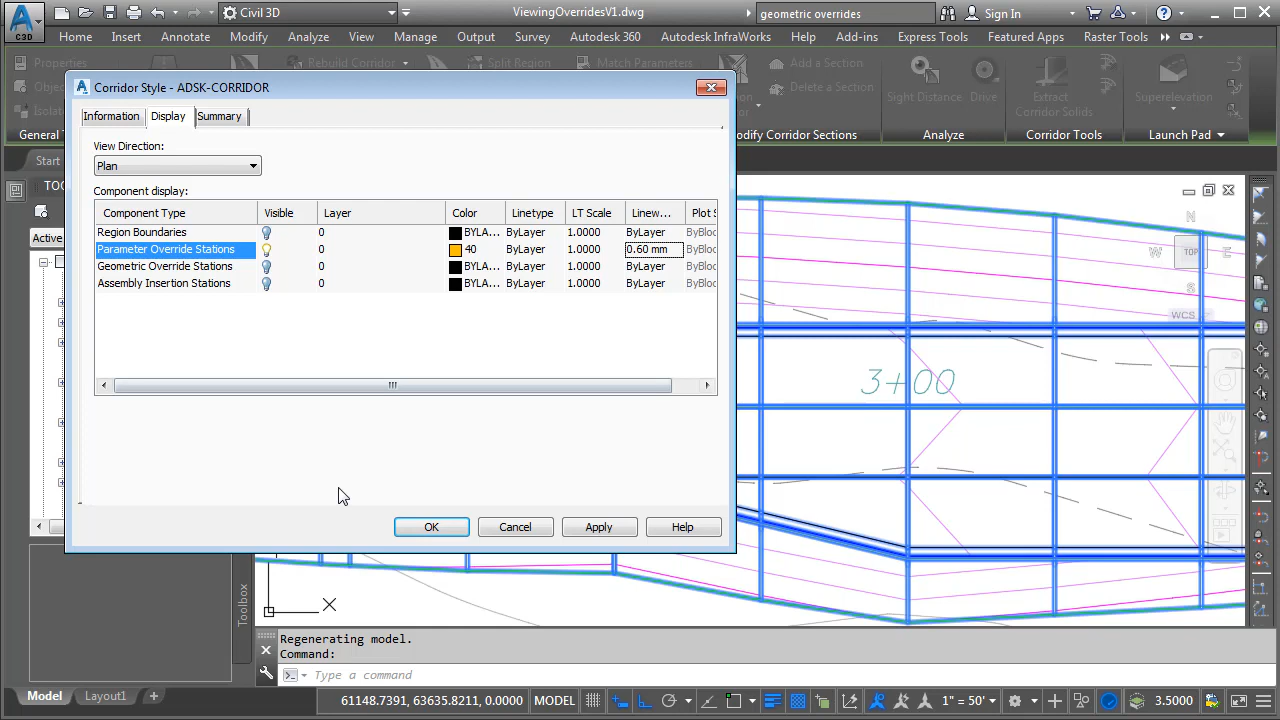 Civil 3D
ViewingOverridesV1.dwg
geometric overrides
Sign In
C3D
Home
Insert
Annotate
Modify
Analyze
View
Manage
Output
Survey
Autodesk 360
Autodesk InfraWorks
Help
Add-ins
Express Tools
Featured Apps
Raster Tools
Properties
Rebuild Corridor
Split Region
Match Parameters
Add a Section
Delete a Section
Sight Distance
Drive
Extract
Corridor Solids
Superelevation
General T
odify Corridor Sections
Analyze
Corridor Tools
Launch Pad
Start
TOO
Active
Corridor Style - ADSK-CORRIDOR
Information
Display
Summary
View Direction:
Plan
Component display:
Component Type Visible Layer Color Linetype LT Scale Linew... Plot S
Region Boundaries 0 BYLA... ByLayer 1.0000 ByLayer ByBloc
Parameter Override Stations 0 40 ByLayer 1.0000 0.60 mm ByBloc
Geometric Override Stations 0 BYLA... ByLayer 1.0000 ByLayer ByBloc
Assembly Insertion Stations 0 BYLA... ByLayer 1.0000 ByLayer ByBloc
OK
Cancel
Apply
Help
N
W
TOP
E
S
WCS
3+00
X
Toolbox
Regenerating model.
Command:
Type a command
Model
Layout1
61148.7391, 63635.8211, 0.0000
MODEL
1" = 50'
3.5000